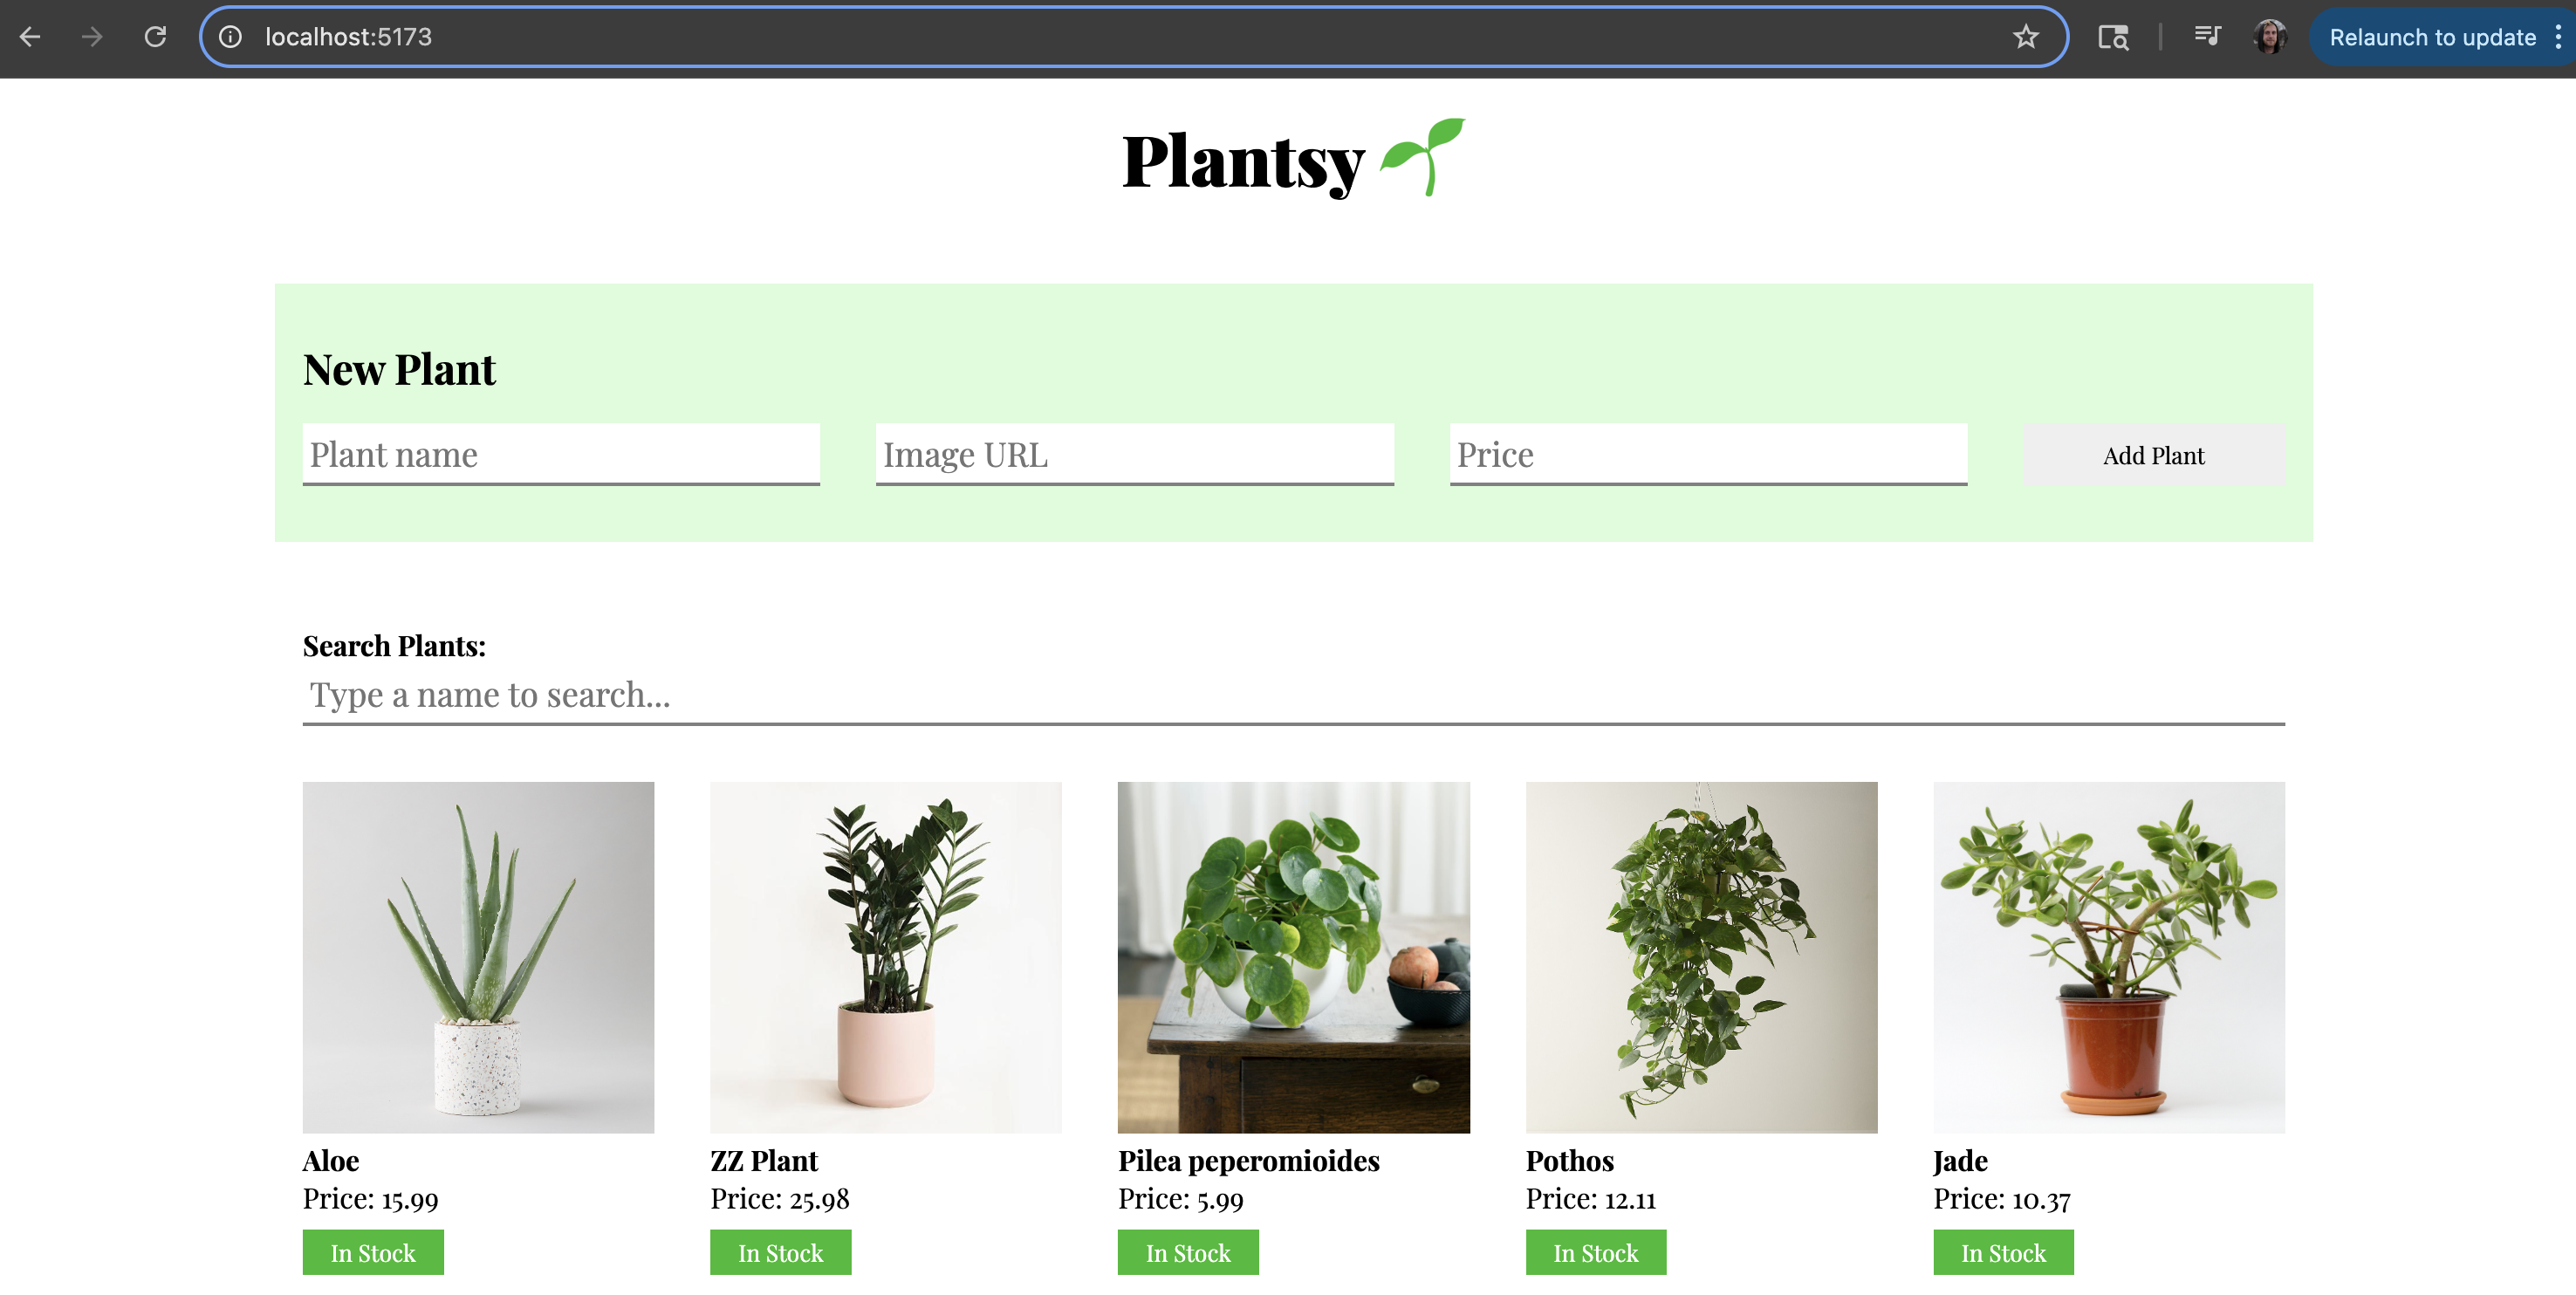 localhost:5173
Relaunch to update
Plantsy
New Plant
Plant name
Image URL
Price
Add Plant
Search Plants:
Type a name to search...
Aloe
Price: 15.99
In Stock
ZZ Plant
Price: 25.98
In Stock
Pilea peperomioides
Price: 5.99
In Stock
Pothos
Price: 12.11
In Stock
Jade
Price: 10.37
In Stock